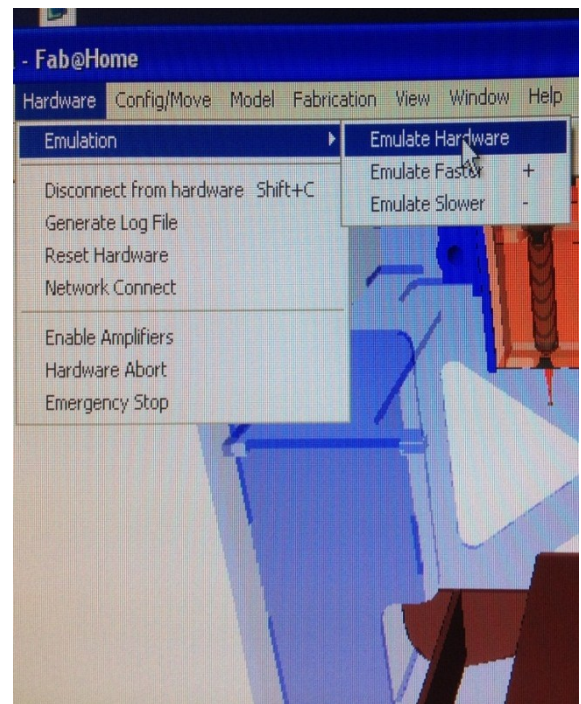 - Fab@Home
Hardware Config/Move Model Fabrication View Window Help
Emulation
Emulate Hardware
Emulate Faster +
Emulate Slower -
Disconnect from hardware Shift+C
Generate Log File
Reset Hardware
Network Connect
Enable Amplifiers
Hardware Abort
Emergency Stop